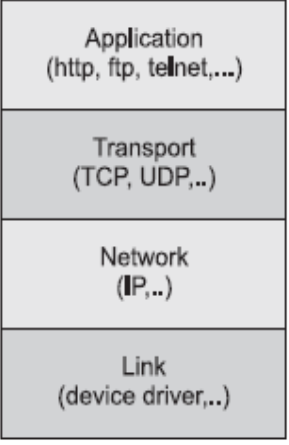 Application
(http, ftp, telnet,...)
Transport
(TCP, UDP,..)
Network
(IP,..)
Link
(device driver,..)